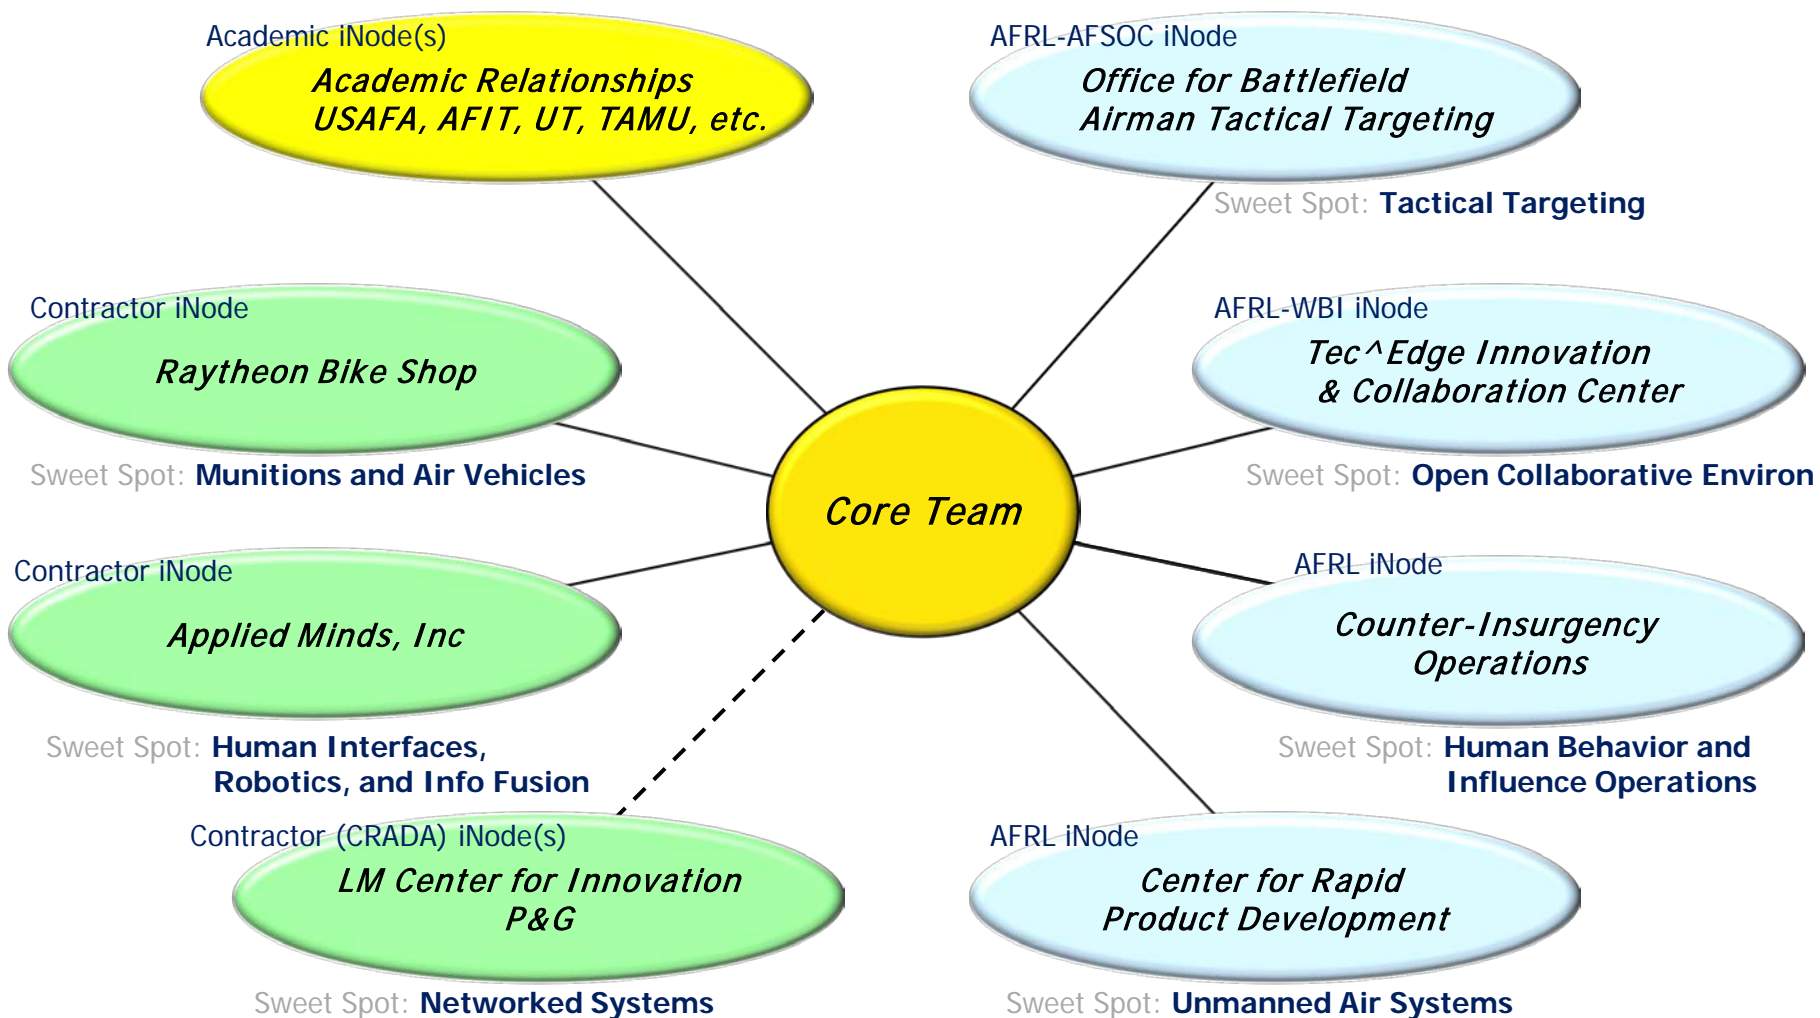 Academic iNode(s)
Academic Relationships
USAFA, AFIT, UT, TAMU, etc.
AFRL-AFSOC iNode
Office for Battlefield
Airman Tactical Targeting
Sweet Spot: Tactical Targeting
Contractor iNode
Raytheon Bike Shop
Sweet Spot: Munitions and Air Vehicles
AFRL-WBI iNode
Tec^Edge Innovation
& Collaboration Center
Sweet Spot: Open Collaborative Environ
Core Team
Contractor iNode
Applied Minds, Inc
Sweet Spot: Human Interfaces,
Robotics, and Info Fusion
AFRL iNode
Counter-Insurgency
Operations
Sweet Spot: Human Behavior and
Influence Operations
Contractor (CRADA) iNode(s)
LM Center for Innovation
P&G
Sweet Spot: Networked Systems
AFRL iNode
Center for Rapid
Product Development
Sweet Spot: Unmanned Air Systems